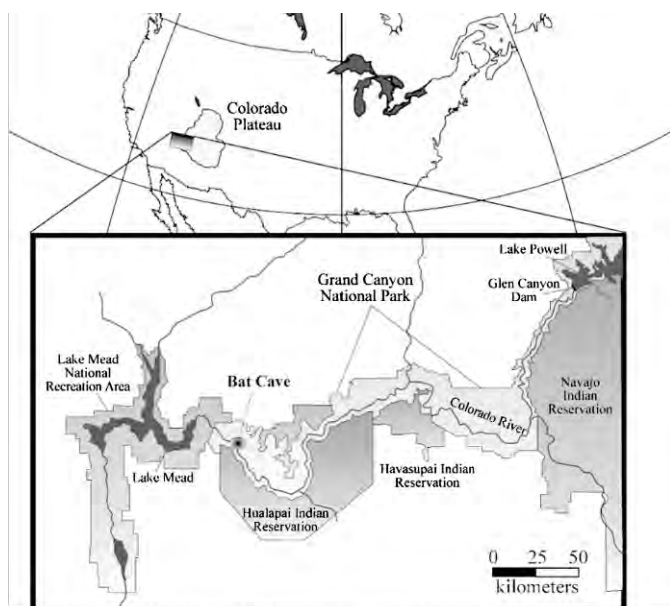 Colorado
Plateau
Lake Powell
Glen Canyon
Dam
Grand Canyon
National Park
Lake Mead
National
Recreation Area
Bat Cave
Navajo
Indian
Reservation
Colorado River
Lake Mead
Havasupai Indian
Reservation
Hualapai Indian
Reservation
0 25 50
kilometers